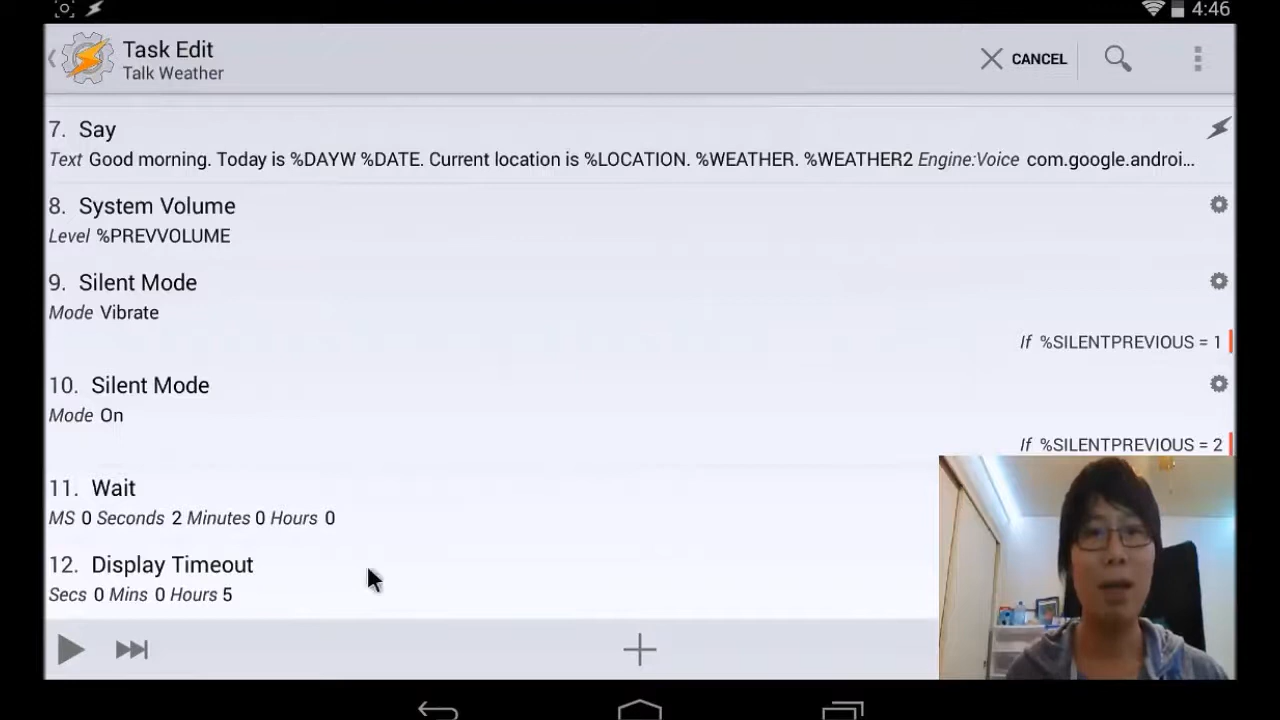 4:46
Task Edit
Talk Weather
CANCEL
7. Say
Text Good morning. Today is %DAYW %DATE. Current location is %LOCATION. %WEATHER. %WEATHER2 Engine:Voice com.google.androi...
8. System Volume
Level %PREVVOLUME
9. Silent Mode
Mode Vibrate
If %SILENTPREVIOUS = 1
10. Silent Mode
Mode On
If %SILENTPREVIOUS = 2
11. Wait
MS 0 Seconds 2 Minutes 0 Hours 0
12. Display Timeout
Secs 0 Mins 0 Hours 5